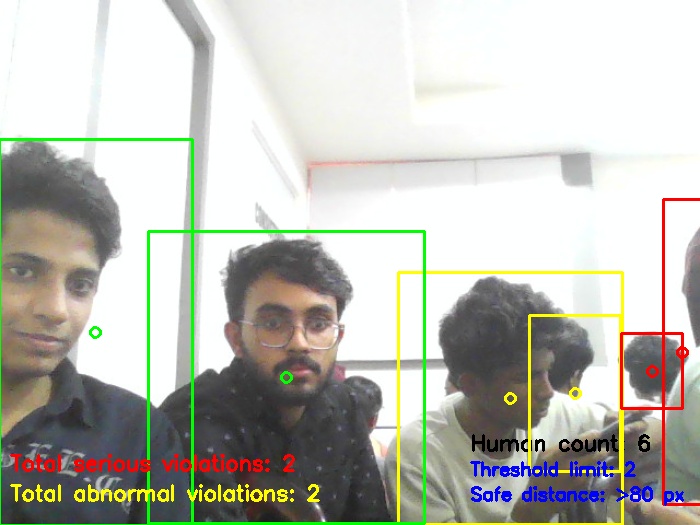 Human count: 6
Total serious violations: 2
Threshold limit: 2
Total abnormal violations: 2
Safe distance: >80 px